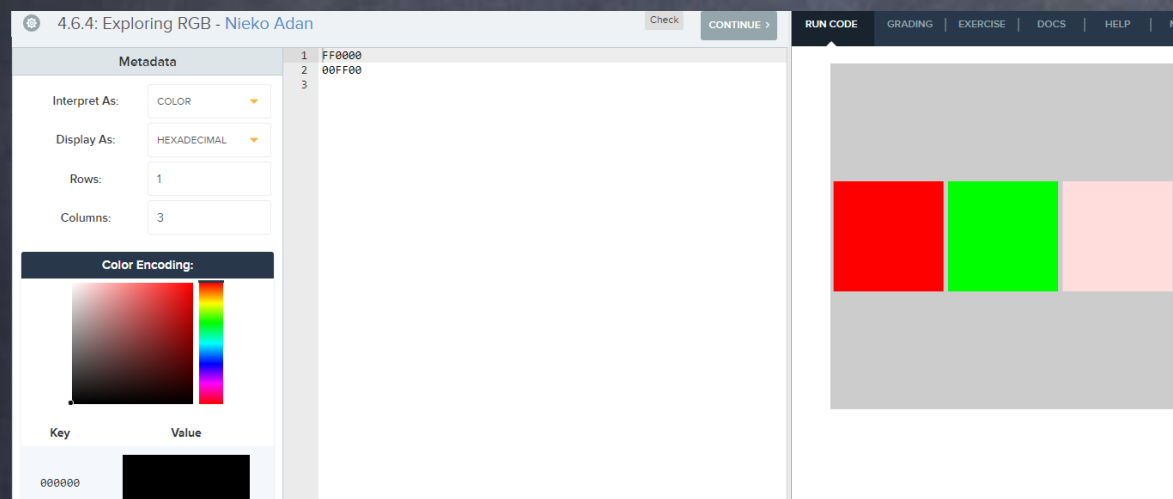 4.6.4: Exploring RGB - Nieko Adan
Check
CONTINUE >
RUN CODE
GRADING
EXERCISE
DOCS
HELP
Metadata
Interpret As: COLOR
Display As: HEXADECIMAL
Rows: 1
Columns: 3
Color Encoding:
Key Value
000000
1 FF0000
2 00FF00
3